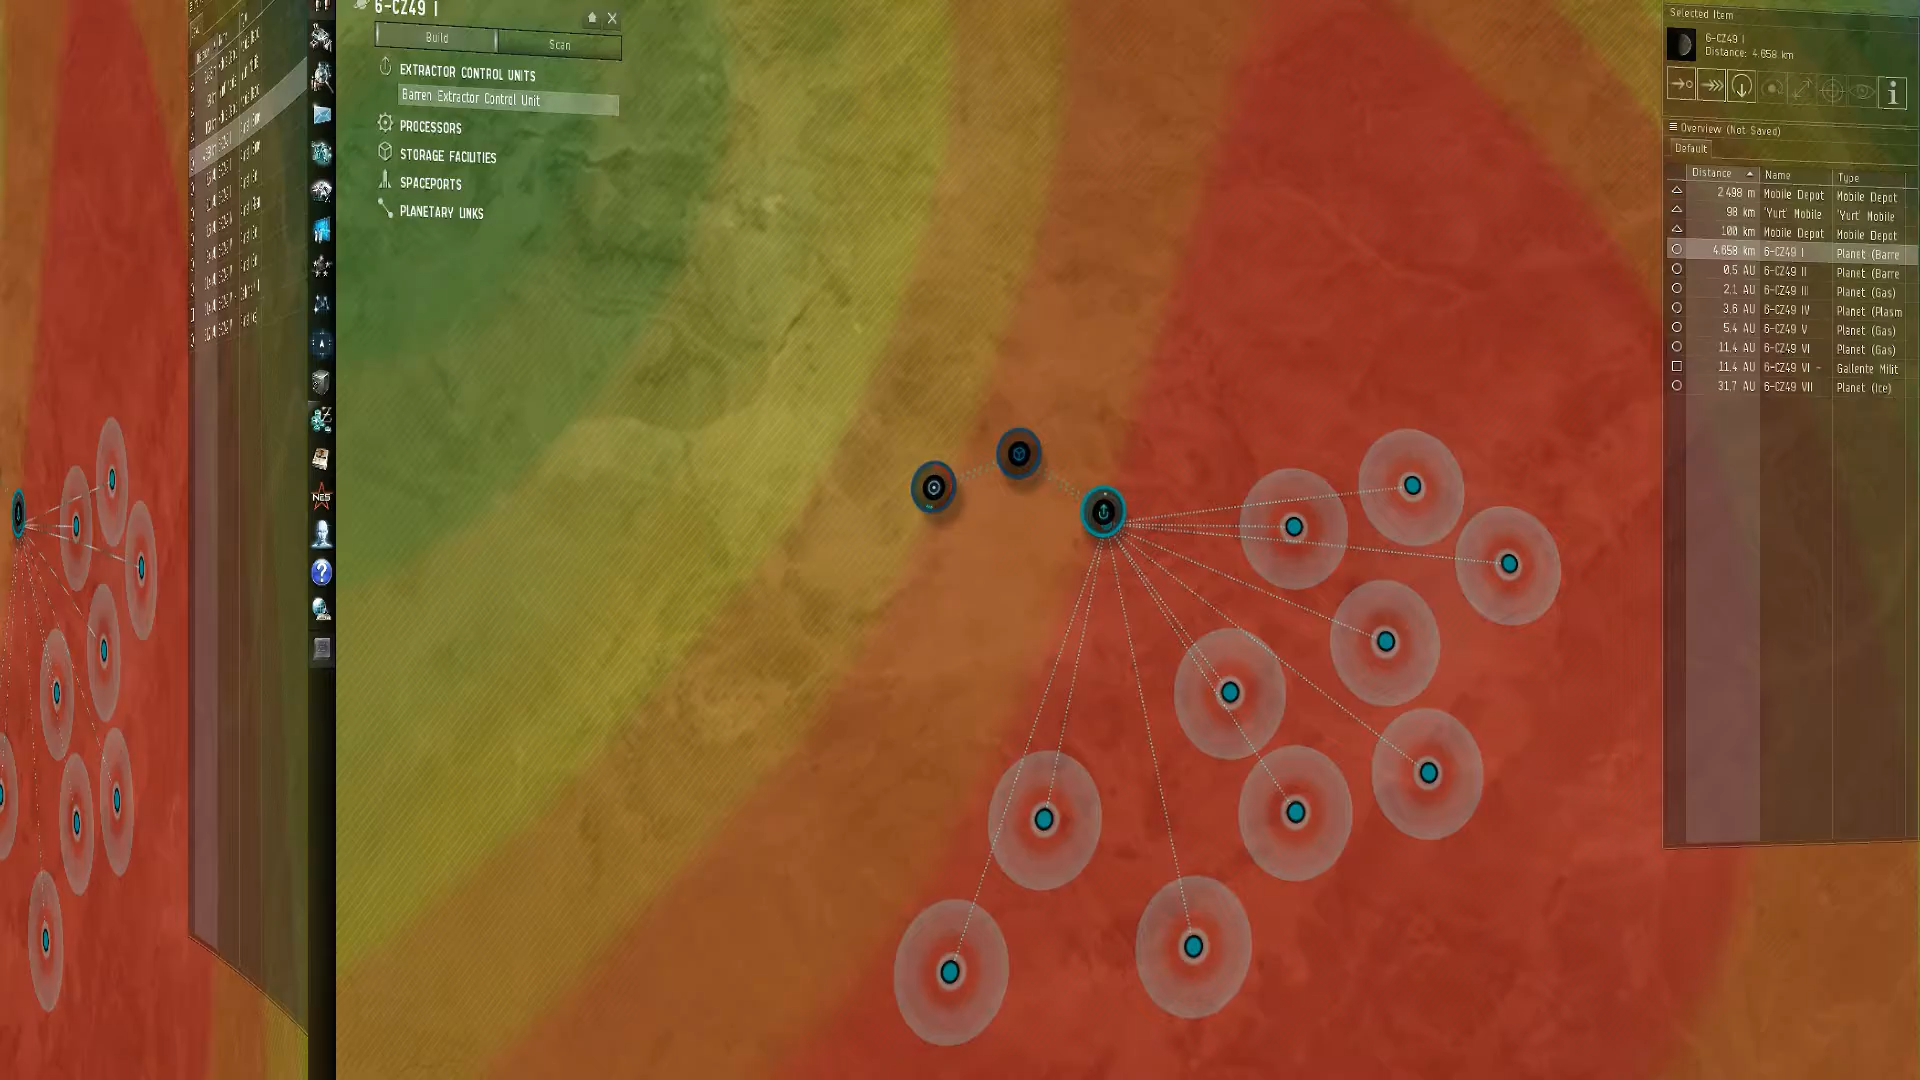 6-CZ49 I
Build
Scan
EXTRACTOR CONTROL UNITS
Barren Extractor Control Unit
PROCESSORS
STORAGE FACILITIES
SPACEPORTS
PLANETARY LINKS
NES
?
Selected Item
6-CZ49 I
Distance: 4.658 km
i
Overview (Not Saved)
Default
Distance Name Type
2.498 m Mobile Depot Mobile Depot
98 km 'Yurt' Mobile 'Yurt' Mobile
100 km Mobile Depot Mobile Depot
4.658 km 6-CZ49 I Planet (Barre
0,5 AU 6-CZ49 II Planet (Barre
2,1 AU 6-CZ49 III Planet (Gas)
3,6 AU 6-CZ49 IV Planet (Plasm
5,4 AU 6-CZ49 V Planet (Gas)
11,4 AU 6-CZ49 VI Planet (Gas)
11,4 AU 6-CZ49 VI - Gallente Milit
31,7 AU 6-CZ49 VII Planet (Ice)